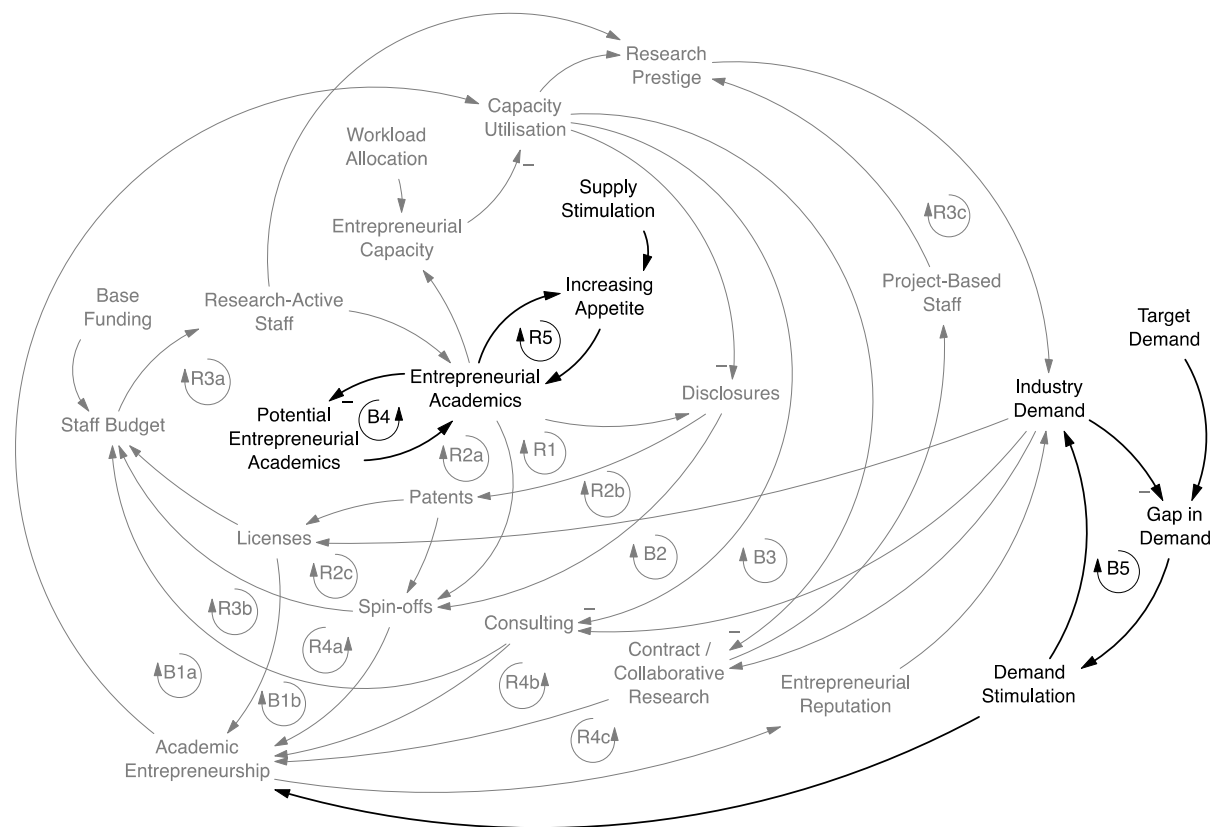 Research
Prestige
Capacity
Utilisation
–
Workload
Allocation
Supply
Stimulation
Entrepreneurial
Capacity
R3c
Increasing
Appetite
Project-Based
Staff
Base
Funding
Research-Active
Staff
Target
Demand
R5
R3a
Entrepreneurial
Academics
–
Disclosures
Industry
Demand
Staff Budget
Potential
Entrepreneurial
Academics
–
B4
R2a
R1
R2b
Patents
–
Gap in
Demand
Licenses
R2c
B2
B3
B5
R3b
Spin-offs
Consulting
–
–
R4a
Contract /
Collaborative
Research
B1a
B1b
R4b
Entrepreneurial
Reputation
Demand
Stimulation
R4c
Academic
Entrepreneurship